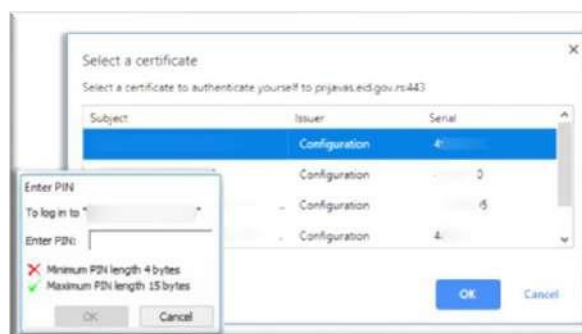 Select a certificate
Select a certificate to authenticate yourself to prijavas.eid.gov.rs:443
Subject Issuer Serial
Configuration
Configuration
Configuration
Configuration
OK Cancel
Enter PIN
To log in to " "
Enter PIN:
Minimum PIN length 4 bytes
Maximum PIN length 15 bytes
OK Cancel